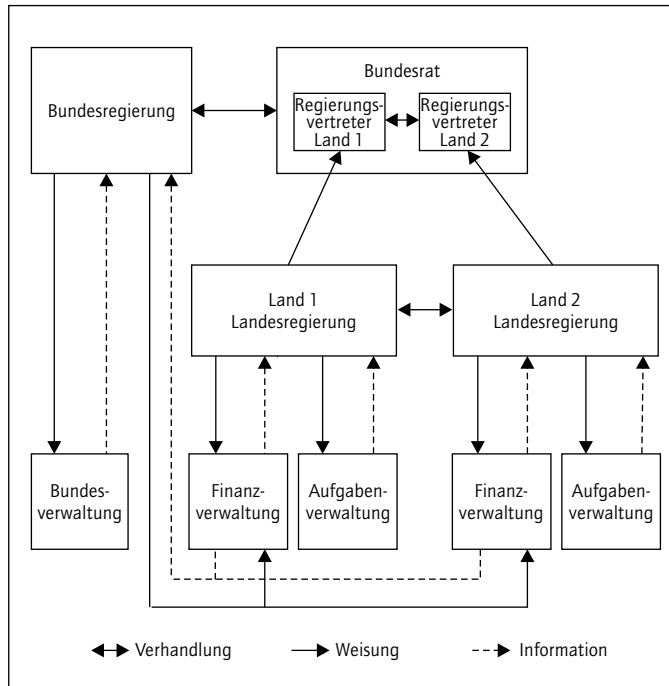 Bundesregierung
Bundesrat
Regierungs-
vertreter
Land 1
Regierungs-
vertreter
Land 2
Land 1
Landesregierung
Land 2
Landesregierung
Bundes-
verwaltung
Finanz-
verwaltung
Aufgaben-
verwaltung
Finanz-
verwaltung
Aufgaben-
verwaltung
Verhandlung
Weisung
Information